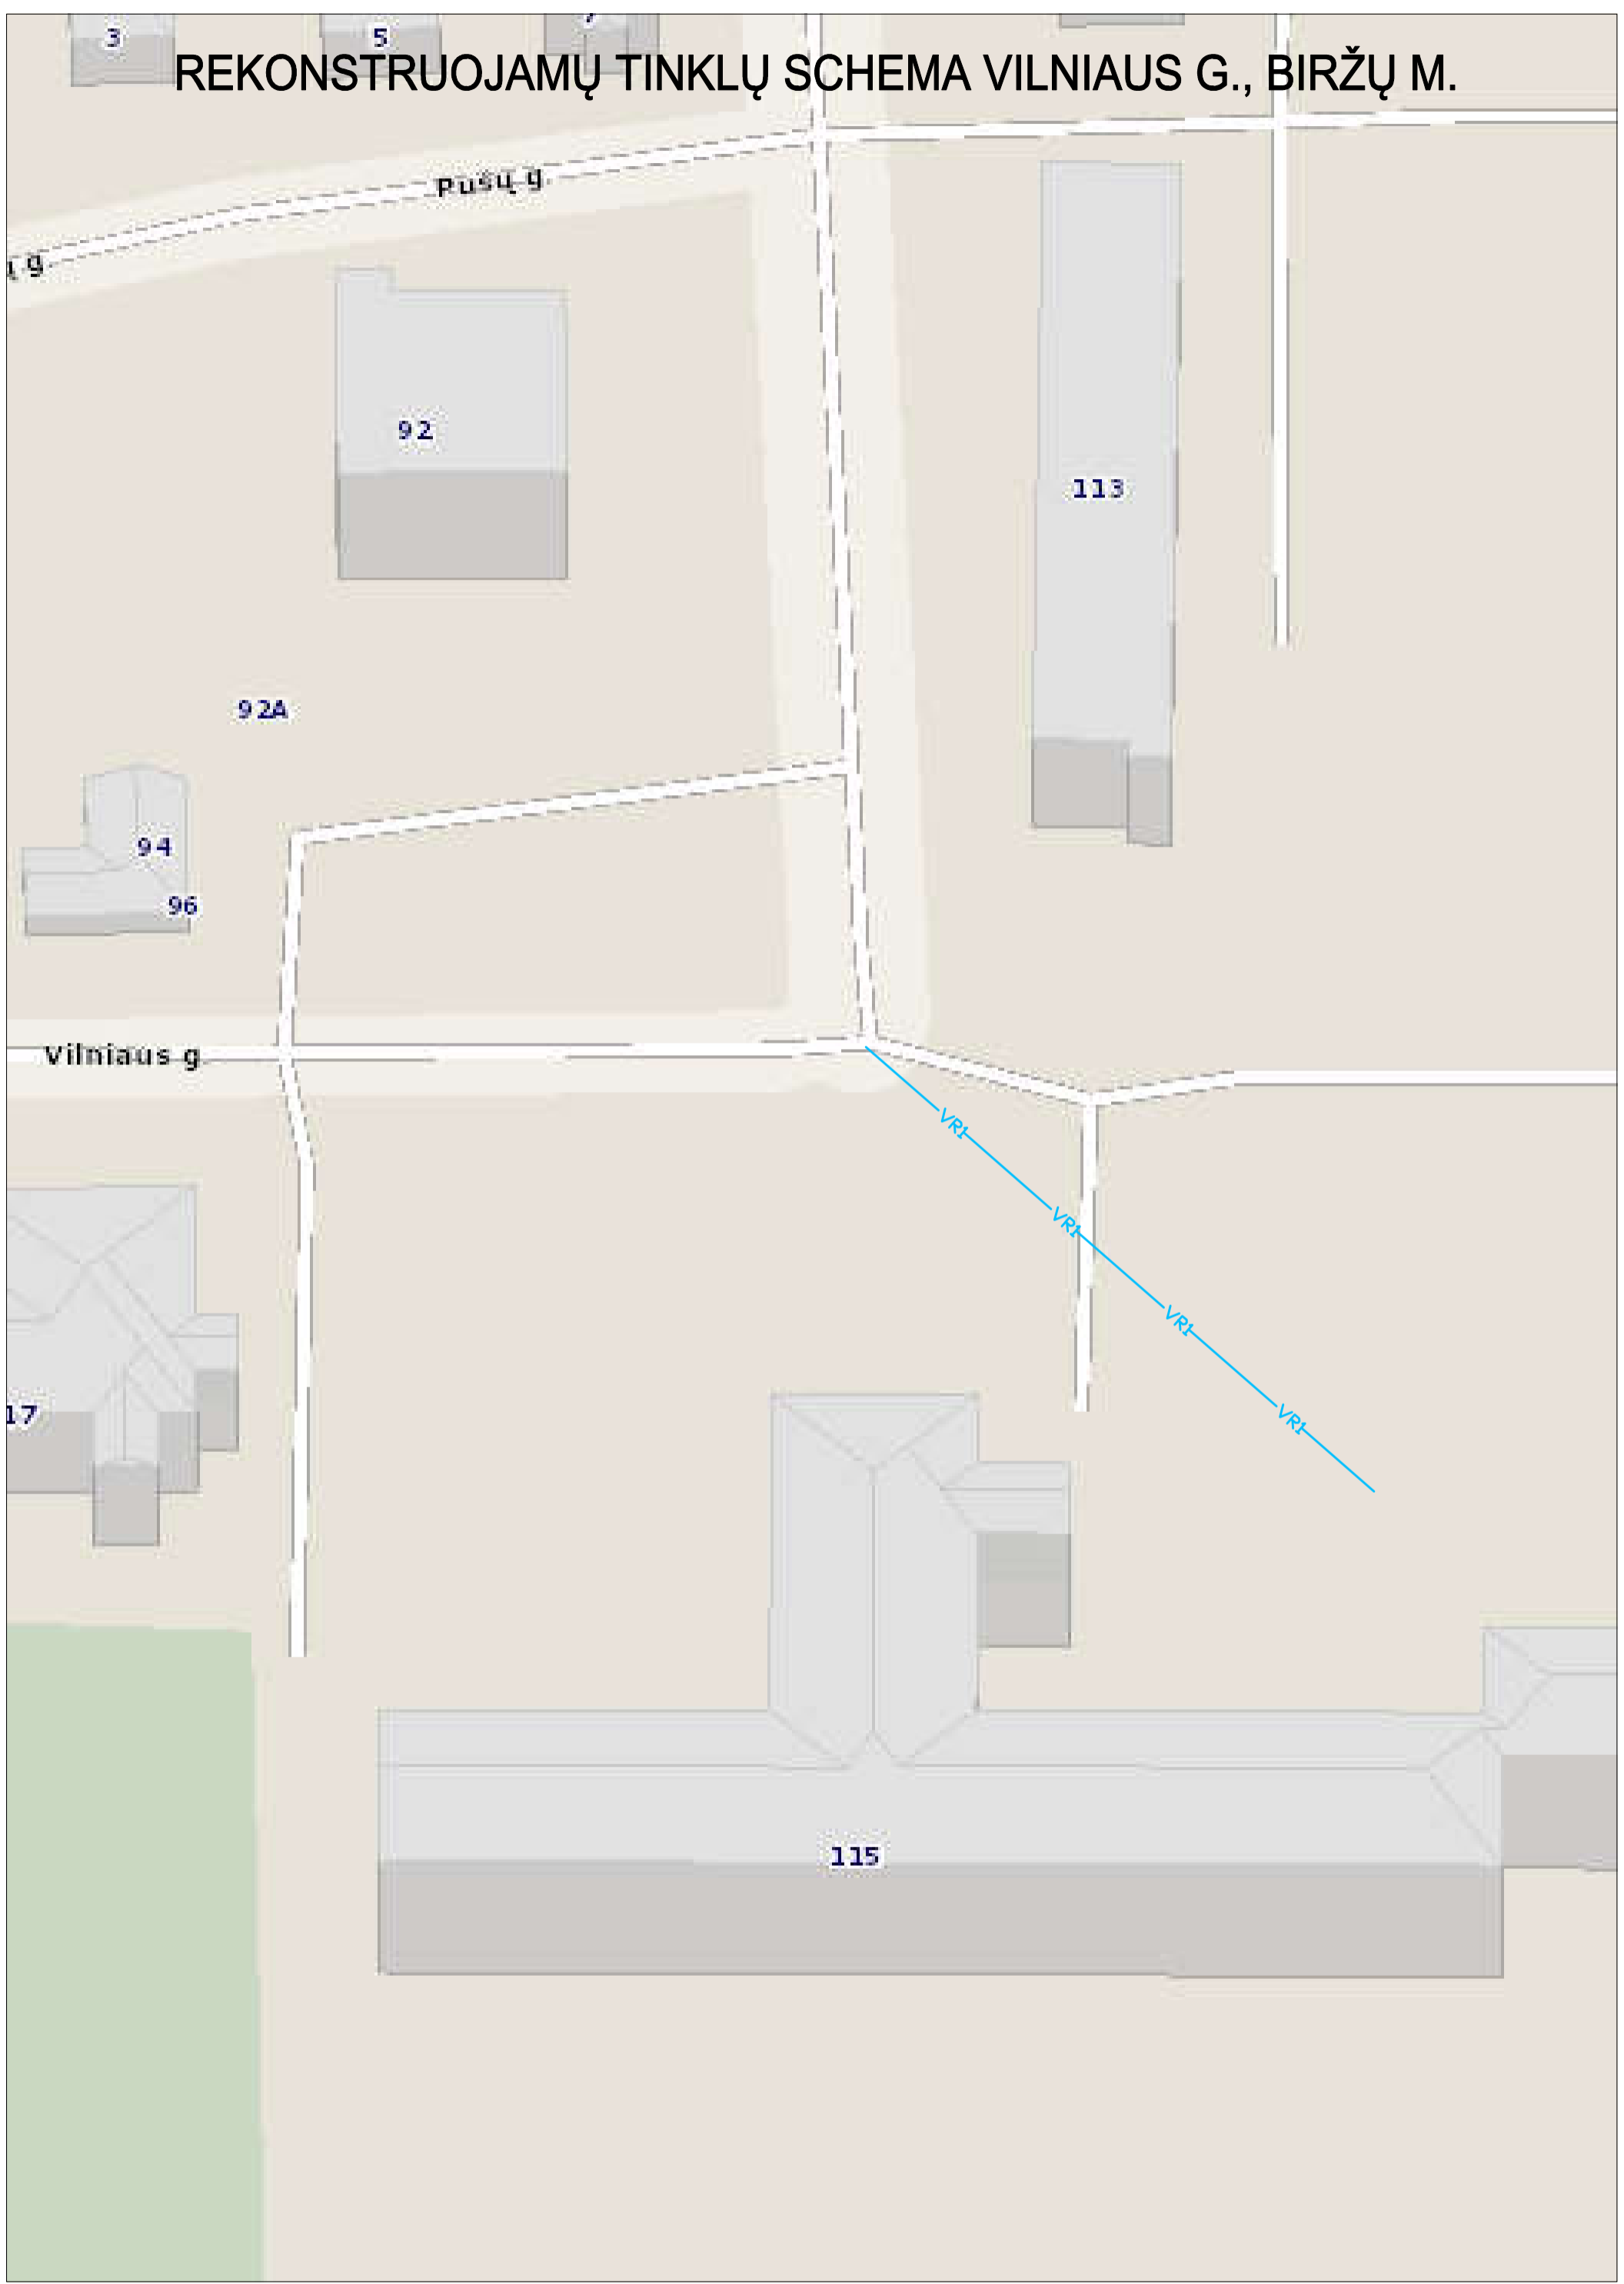 3
5
REKONSTRUOJAMŲ TINKLŲ SCHEMA VILNIAUS G., BIRŽŲ M.
Pušų g.
ų g.
92
113
92A
94
96
Vilniaus g.
VR1
VR1
VR1
VR1
17
115